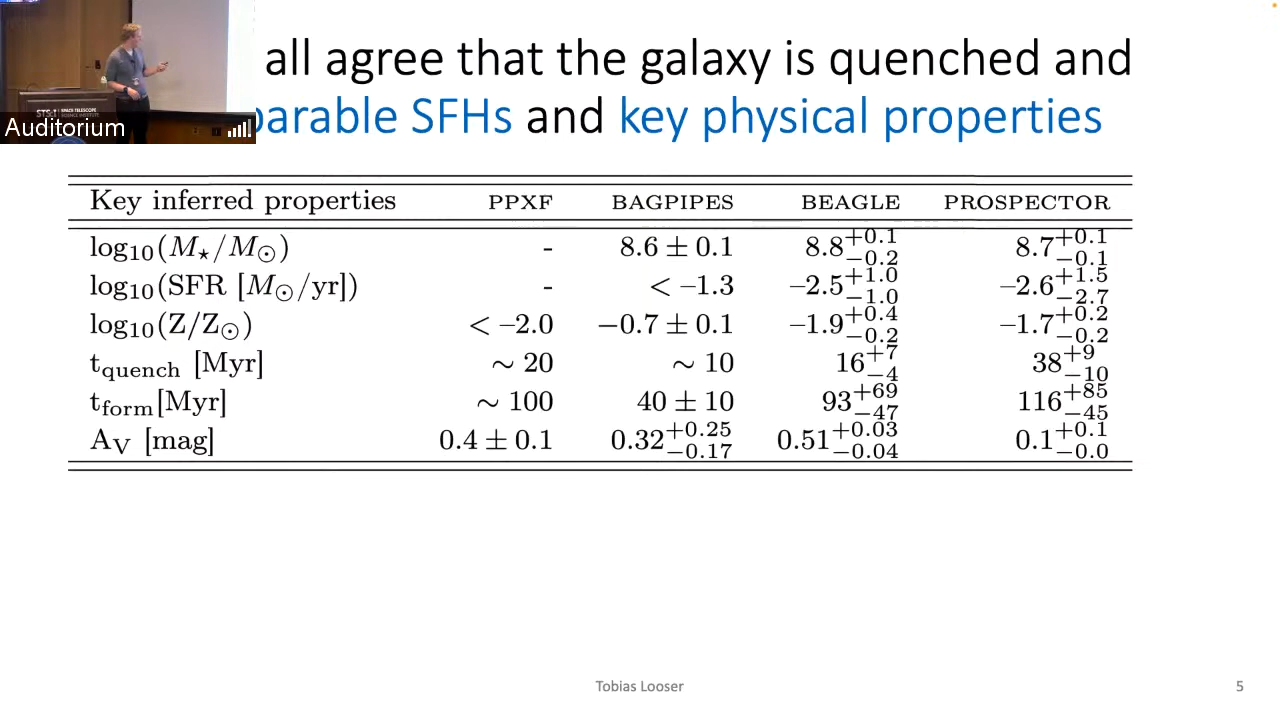 all agree that the galaxy is quenched and
parable SFHs and key physical properties
STScI | SPACE TELESCOPE SCIENCE INSTITUTE
Auditorium
Key inferred properties PPXF BAGPIPES BEAGLE PROSPECTOR
log₁₀(M⋆/M☉) - 8.6 ± 0.1 8.8+0.1−0.2 8.7+0.1−0.1
log₁₀(SFR [M☉/yr]) - < –1.3 –2.5+1.0−1.0 –2.6+1.5−2.7
log₁₀(Z/Z☉) < –2.0 −0.7 ± 0.1 –1.9+0.4−0.2 –1.7+0.2−0.2
tquench [Myr] ∼ 20 ∼ 10 16+7−4 38+9−10
tform[Myr] ∼ 100 40 ± 10 93+69−47 116+85−45
AV [mag] 0.4 ± 0.1 0.32+0.25−0.17 0.51+0.03−0.04 0.1+0.1−0.0
Tobias Looser
5